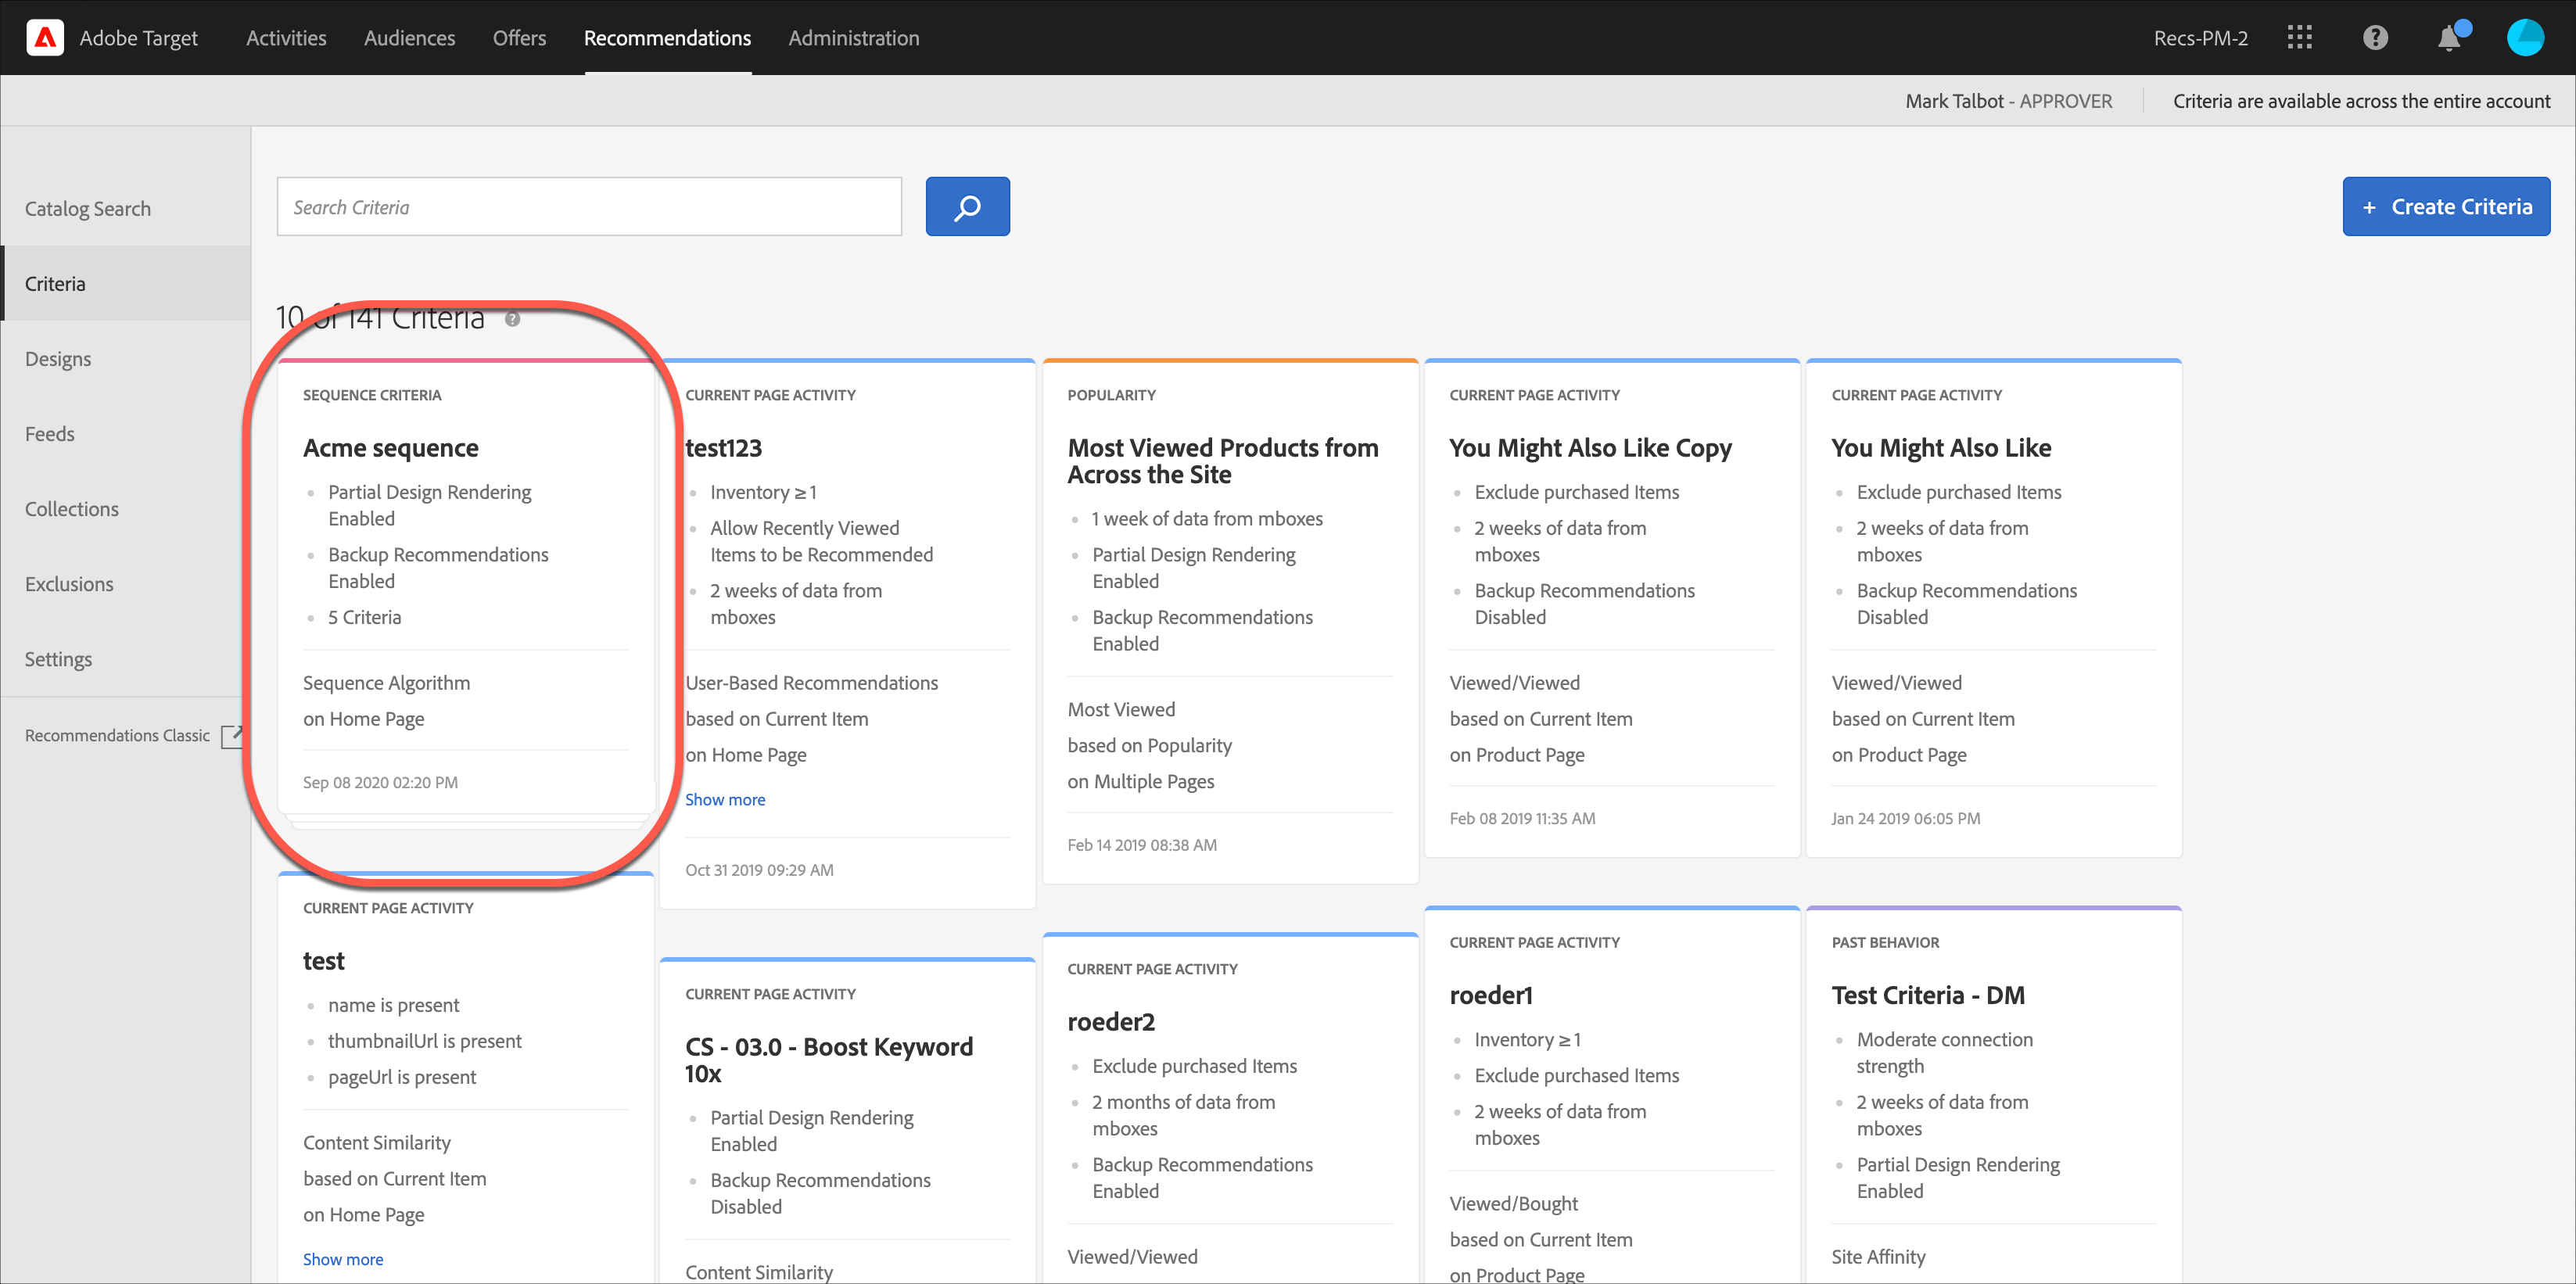 Adobe Target
Activities
Audiences
Offers
Recommendations
Administration
Recs-PM-2
Mark Talbot - APPROVER
Criteria are available across the entire account
Catalog Search
Criteria
Designs
Feeds
Collections
Exclusions
Settings
Recommendations Classic
Search Criteria
+ Create Criteria
10 of 141 Criteria
SEQUENCE CRITERIA
Acme sequence
Partial Design Rendering
Enabled
Backup Recommendations
Enabled
5 Criteria
Sequence Algorithm
on Home Page
Sep 08 2020 02:20 PM
CURRENT PAGE ACTIVITY
test123
Inventory ≥ 1
Allow Recently Viewed
Items to be Recommended
2 weeks of data from
mboxes
User-Based Recommendations
based on Current Item
on Home Page
Show more
Oct 31 2019 09:29 AM
POPULARITY
Most Viewed Products from
Across the Site
1 week of data from mboxes
Partial Design Rendering
Enabled
Backup Recommendations
Enabled
Most Viewed
based on Popularity
on Multiple Pages
Feb 14 2019 08:38 AM
CURRENT PAGE ACTIVITY
You Might Also Like Copy
Exclude purchased Items
2 weeks of data from
mboxes
Backup Recommendations
Disabled
Viewed/Viewed
based on Current Item
on Product Page
Feb 08 2019 11:35 AM
CURRENT PAGE ACTIVITY
You Might Also Like
Exclude purchased Items
2 weeks of data from
mboxes
Backup Recommendations
Disabled
Viewed/Viewed
based on Current Item
on Product Page
Jan 24 2019 06:05 PM
CURRENT PAGE ACTIVITY
test
name is present
thumbnailUrl is present
pageUrl is present
Content Similarity
based on Current Item
on Home Page
Show more
CURRENT PAGE ACTIVITY
CS - 03.0 - Boost Keyword
10x
Partial Design Rendering
Enabled
Backup Recommendations
Disabled
Content Similarity
CURRENT PAGE ACTIVITY
roeder2
Exclude purchased Items
2 months of data from
mboxes
Backup Recommendations
Enabled
Viewed/Viewed
CURRENT PAGE ACTIVITY
roeder1
Inventory ≥ 1
Exclude purchased Items
2 weeks of data from
mboxes
Viewed/Bought
based on Current Item
on Product Page
PAST BEHAVIOR
Test Criteria - DM
Moderate connection
strength
2 weeks of data from
mboxes
Partial Design Rendering
Enabled
Site Affinity